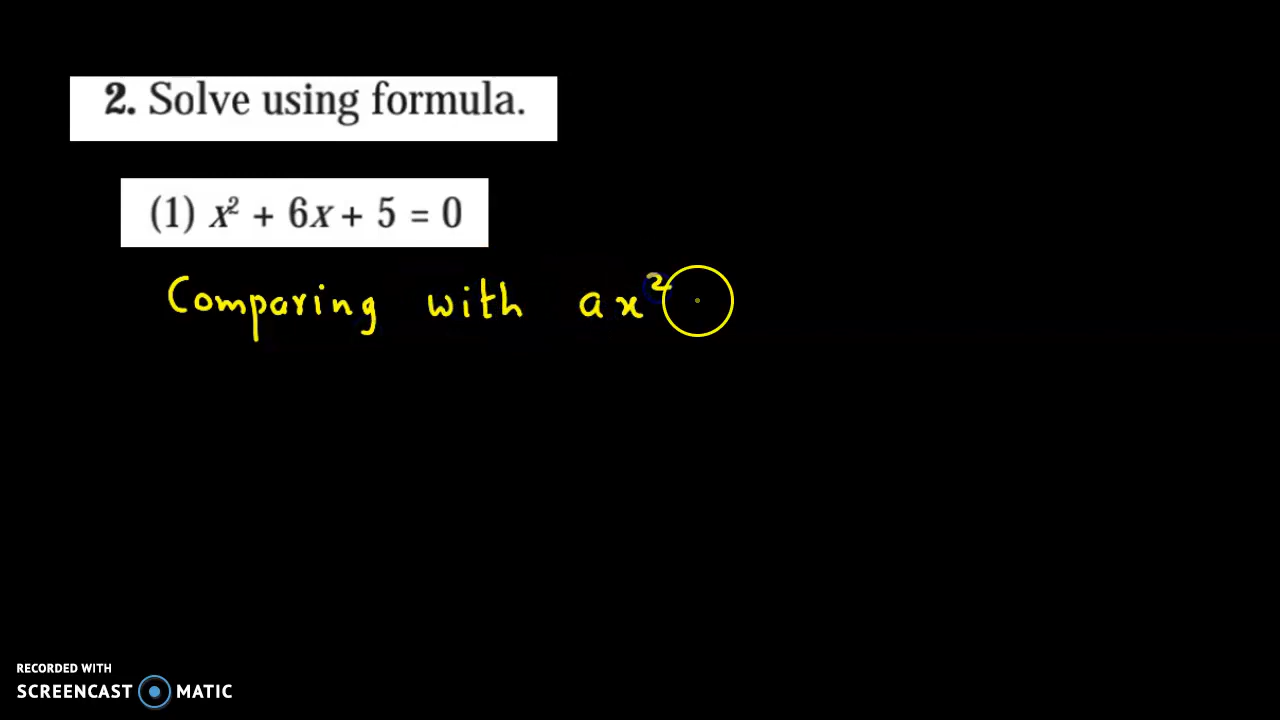 2. Solve using formula.
(1) x² + 6x + 5 = 0
Comparing with ax²
RECORDED WITH
SCREENCAST MATIC